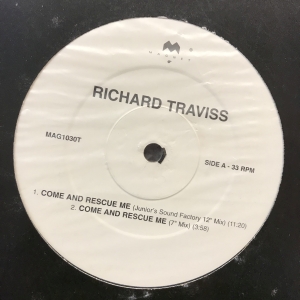 RICHARD TRAVISS
MAG1030T
SIDE A - 33 RPM
1. COME AND RESCUE ME (Junior's Sound Factory 12" Mix) (11:20)
2. COME AND RESCUE ME (7" Mix) (3:58)